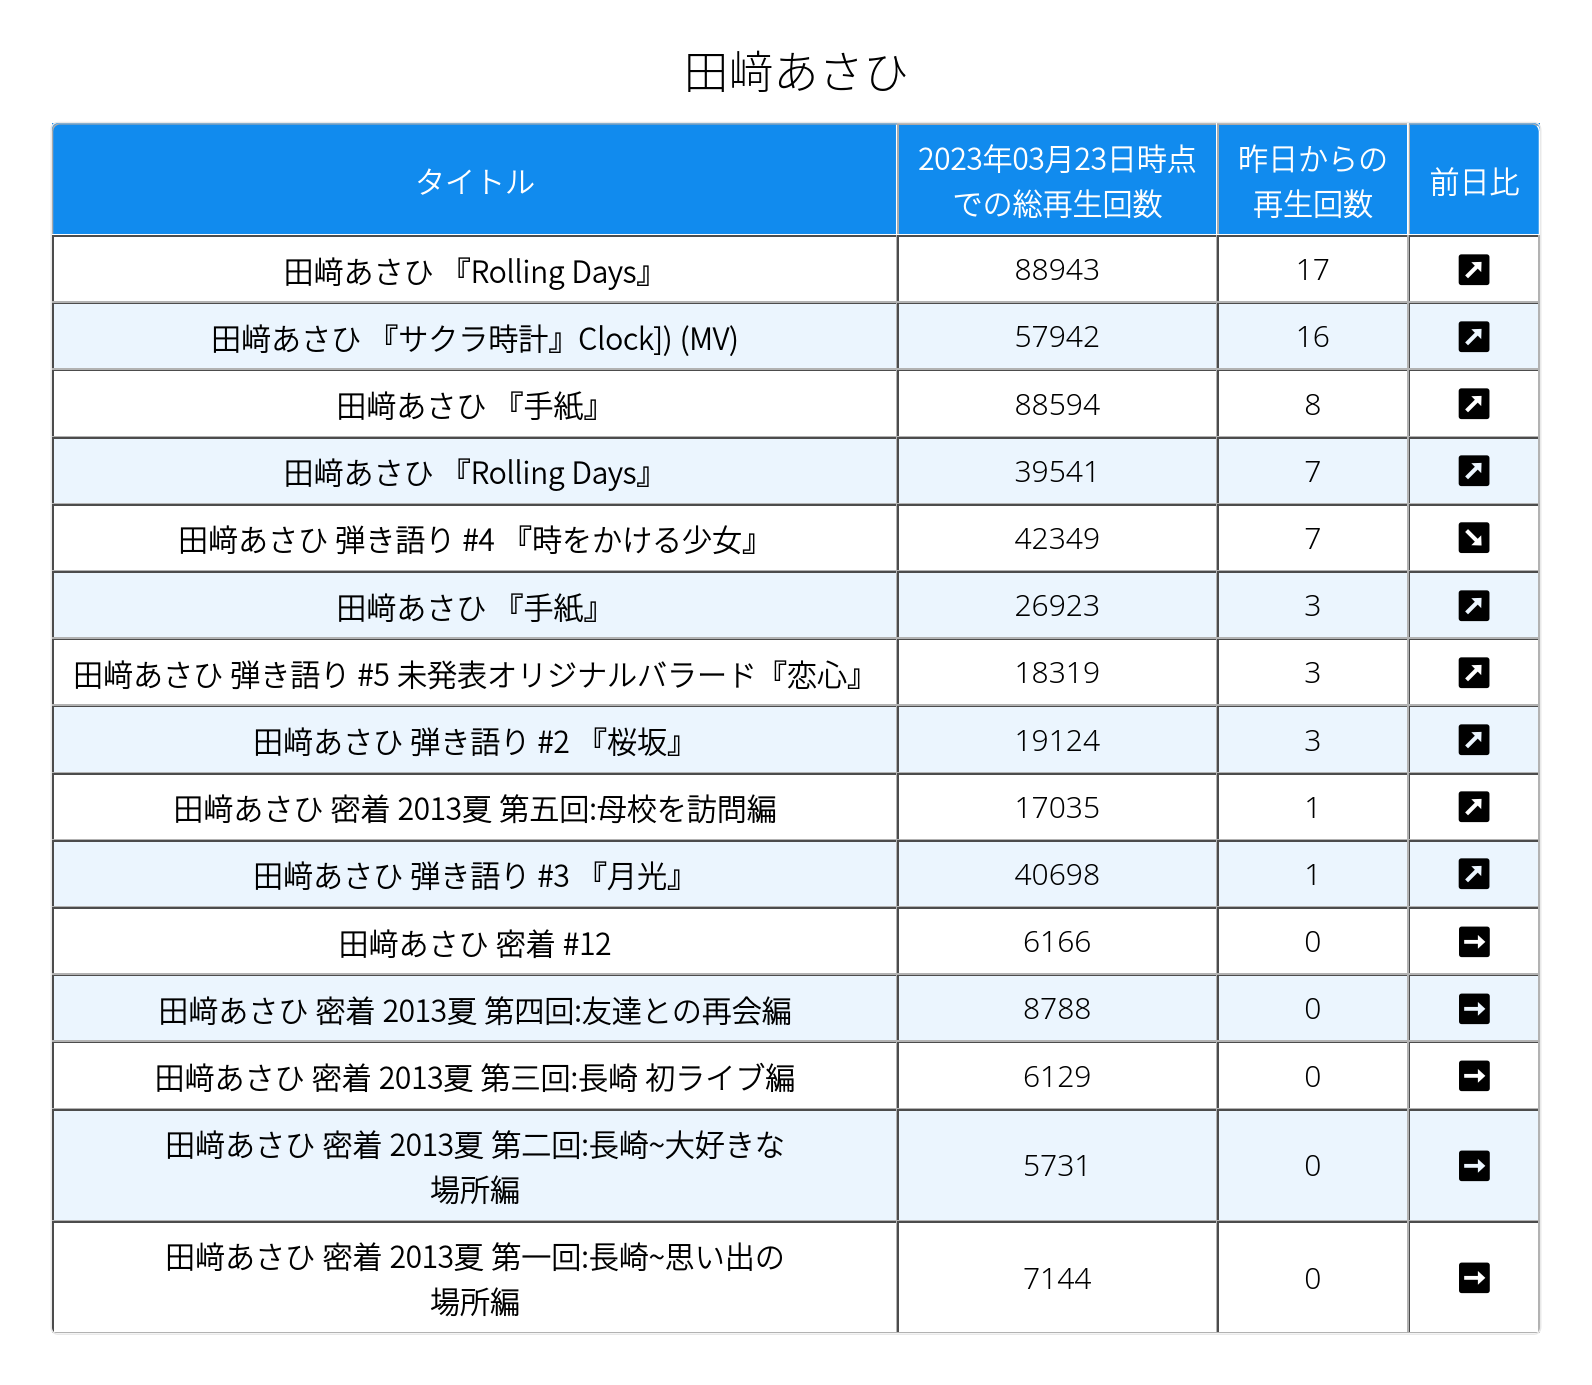 田﨑あさひ
タイトル
2023年03月23日時点
での総再生回数
昨日からの
再生回数
前日比
田﨑あさひ 『Rolling Days』 88943 17
田﨑あさひ 『サクラ時計』Clock]) (MV) 57942 16
田﨑あさひ 『手紙』 88594 8
田﨑あさひ 『Rolling Days』 39541 7
田﨑あさひ 弾き語り #4 『時をかける少女』 42349 7
田﨑あさひ 『手紙』 26923 3
田﨑あさひ 弾き語り #5 未発表オリジナルバラード『恋心』 18319 3
田﨑あさひ 弾き語り #2 『桜坂』 19124 3
田﨑あさひ 密着 2013夏 第五回:母校を訪問編 17035 1
田﨑あさひ 弾き語り #3 『月光』 40698 1
田﨑あさひ 密着 #12 6166 0
田﨑あさひ 密着 2013夏 第四回:友達との再会編 8788 0
田﨑あさひ 密着 2013夏 第三回:長崎 初ライブ編 6129 0
田﨑あさひ 密着 2013夏 第二回:長崎~大好きな
場所編 5731 0
田﨑あさひ 密着 2013夏 第一回:長崎~思い出の
場所編 7144 0